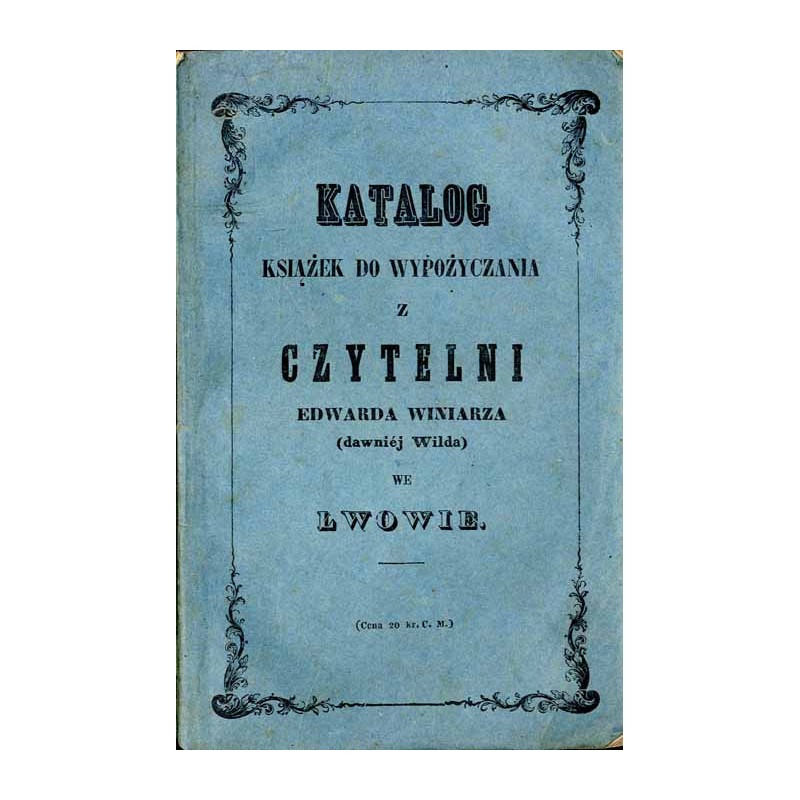 KATALOG
KSIĄŻEK DO WYPOŻYCZANIA
Z
CZYTELNI
EDWARDA WINIARZA
(dawniéj Wilda)
WE
LWOWIE.
(Cena 20 kr. C. M.)